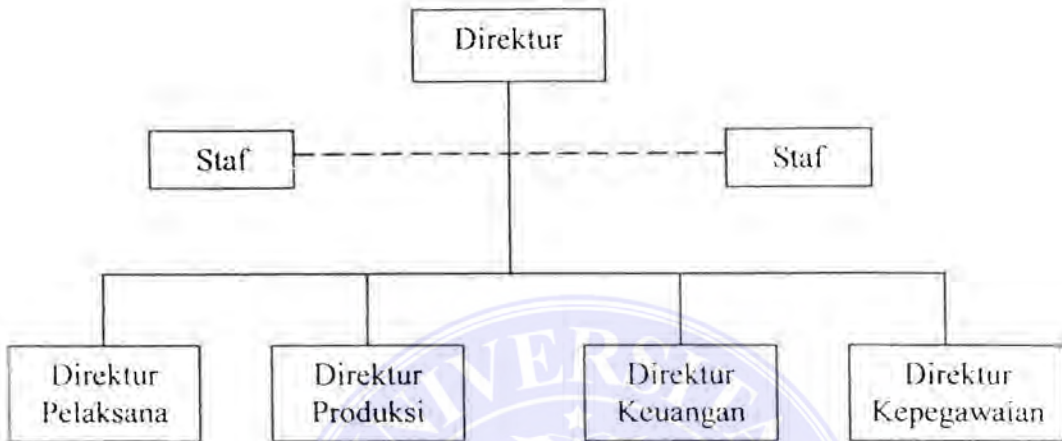 Direktur
Staf
Staf
Direktur
Pelaksana
Direktur
Produksi
Direktur
Keuangan
Direktur
Kepegawaian